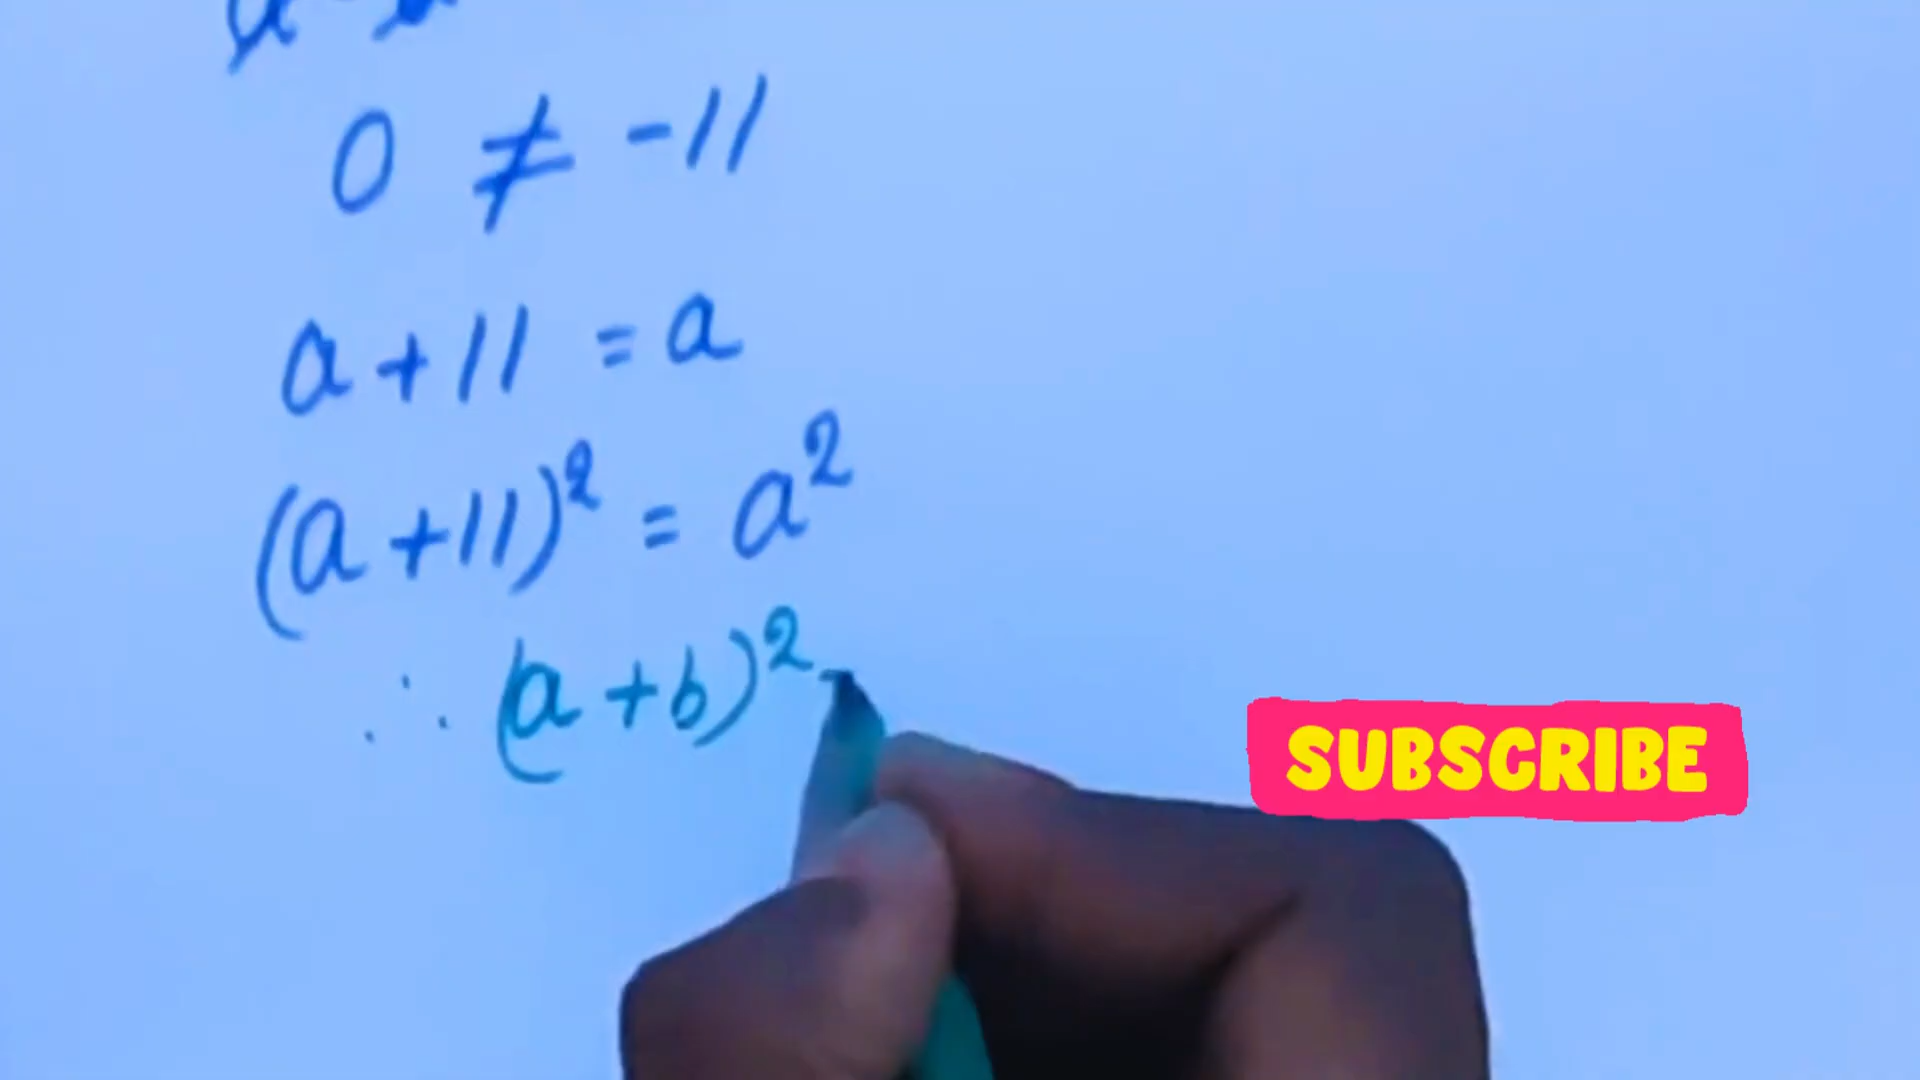 0 ≠ -11
a + 11 = a
(a + 11)² = a²
∴ (a + b)²
SUBSCRIBE